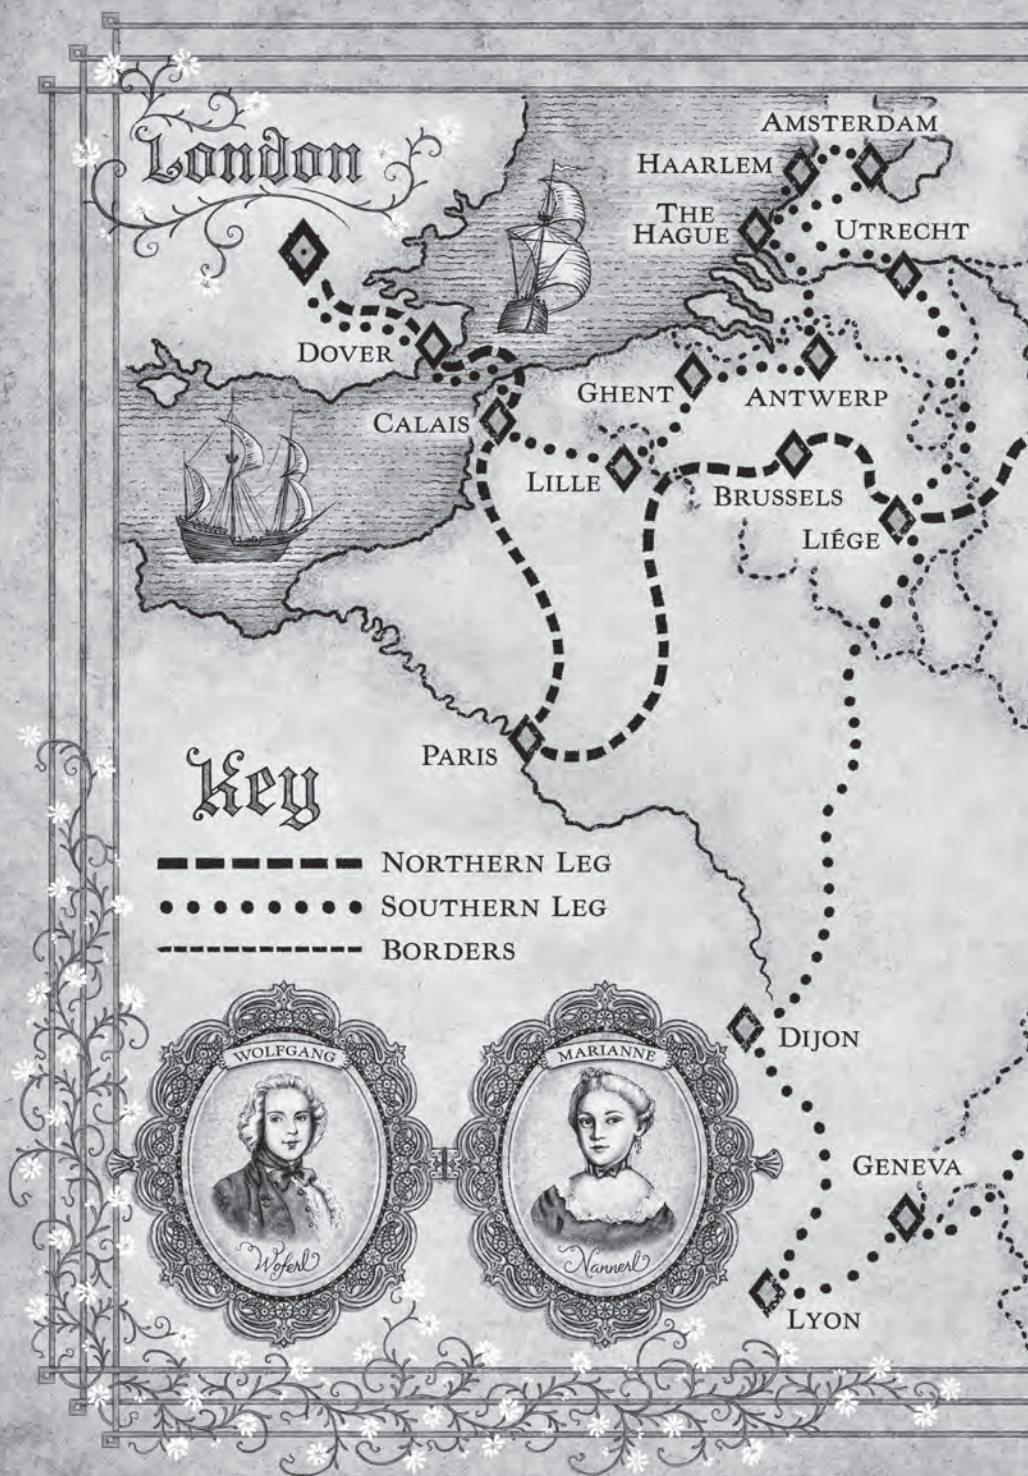 London
AMSTERDAM
HAARLEM
THE
HAGUE
UTRECHT
DOVER
GHENT
ANTWERP
CALAIS
LILLE
BRUSSELS
LIÉGE
PARIS
Key
NORTHERN LEG
SOUTHERN LEG
BORDERS
DIJON
WOLFGANG
MARIANNE
GENEVA
Woferl
Nannerl
LYON